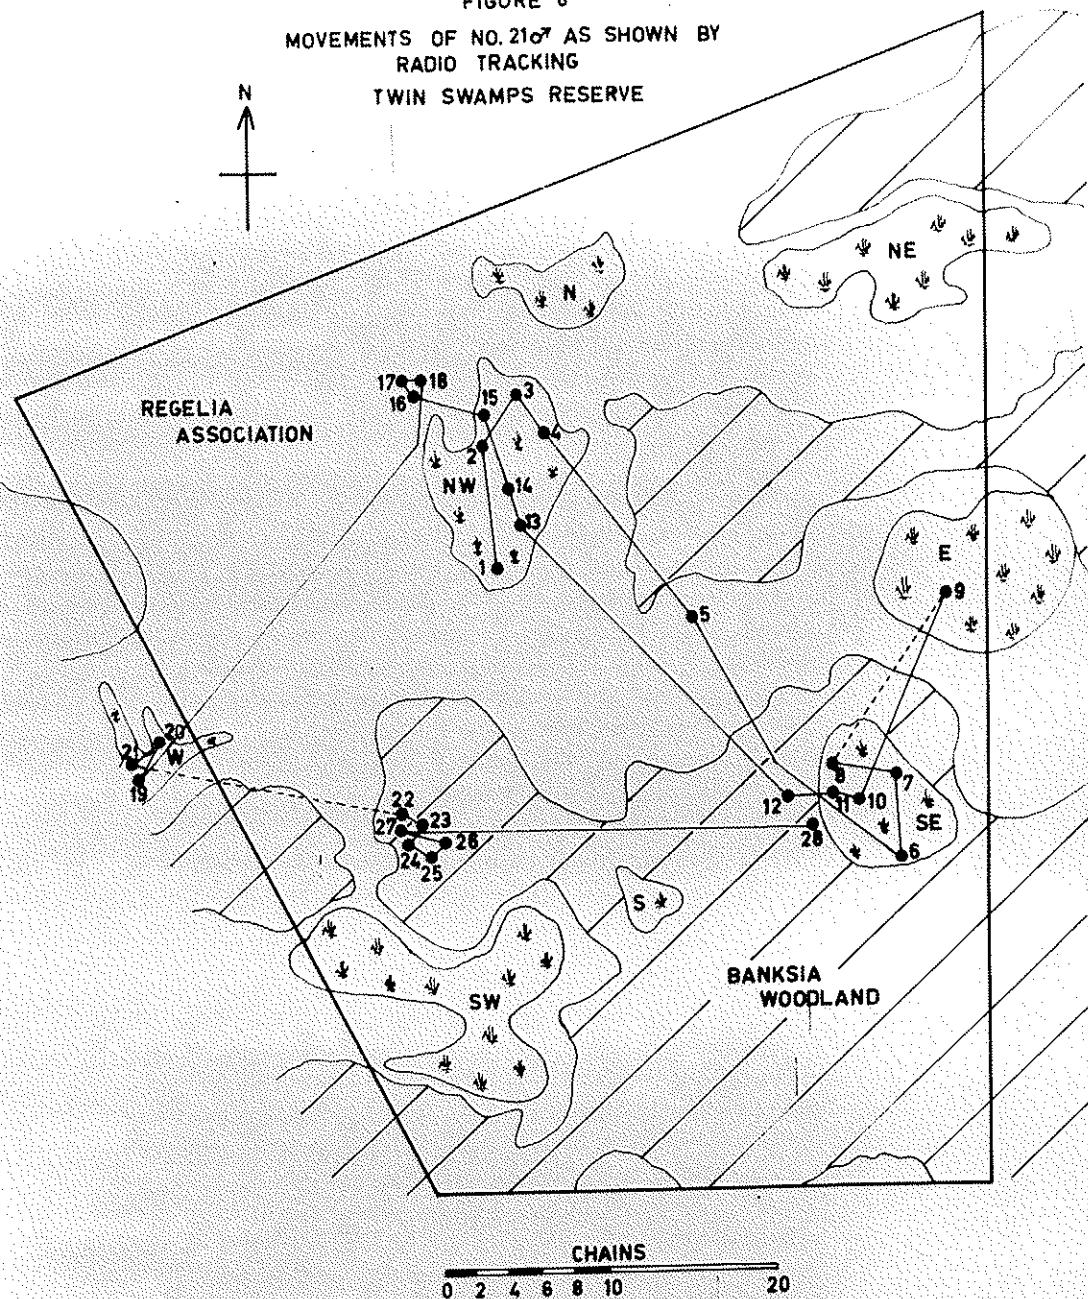 FIGURE 6
MOVEMENTS OF NO. 21♂ AS SHOWN BY
RADIO TRACKING
TWIN SWAMPS RESERVE
N
NE
N
17 18
16
15
3
REGELIA
ASSOCIATION
4
2
NW
14
13
1
E
9
5
20
21
W
19
8
7
12
11
10
22
27
23
28
SE
26
24
25
6
S
BANKSIA
WOODLAND
SW
CHAINS
0 2 4 6 8 10 20